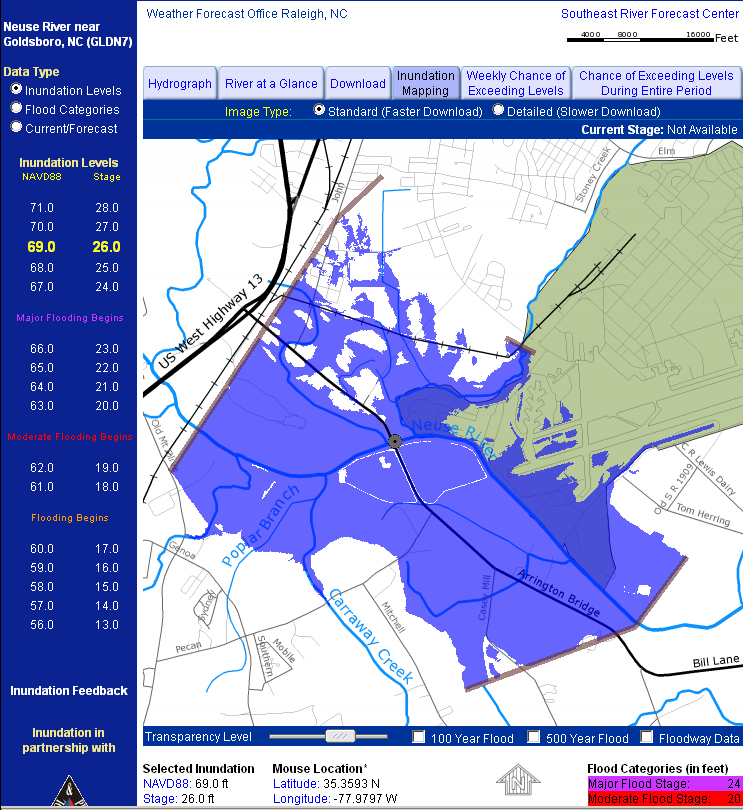 Neuse River near
Goldsboro, NC (GLDN7)
Data Type
Inundation Levels
Flood Categories
Current/Forecast
Inundation Levels
NAVD88 Stage
71.0 28.0
70.0 27.0
69.0 26.0
68.0 25.0
67.0 24.0
Major Flooding Begins
66.0 23.0
65.0 22.0
64.0 21.0
63.0 20.0
Moderate Flooding Begins
62.0 19.0
61.0 18.0
Flooding Begins
60.0 17.0
59.0 16.0
58.0 15.0
57.0 14.0
56.0 13.0
Inundation Feedback
Inundation in
partnership with
Weather Forecast Office Raleigh, NC
Southeast River Forecast Center
4000 8000 16000 Feet
Hydrograph
River at a Glance
Download
Inundation
Mapping
Weekly Chance of
Exceeding Levels
Chance of Exceeding Levels
During Entire Period
Image Type: Standard (Faster Download) Detailed (Slower Download)
Current Stage: Not Available
Elm
Stoney Creek
John
US West Highway 13
Neuse River
Old Mt
C R Lewis Dairy
Old S R 1909
Tom Herring
Poplar Branch
Genoa
Arrington Bridge
Casey Mill
Sydney
Carraway Creek
Mitchell
Pecan
Southern
Mobile
Bill Lane
Transparency Level
100 Year Flood
500 Year Flood
Floodway Data
Selected Inundation
NAVD88: 69.0 ft
Stage: 26.0 ft
Mouse Location*
Latitude: 35.3593 N
Longitude: -77.9797 W
N
Flood Categories (in feet)
Major Flood Stage: 24
Moderate Flood Stage: 20